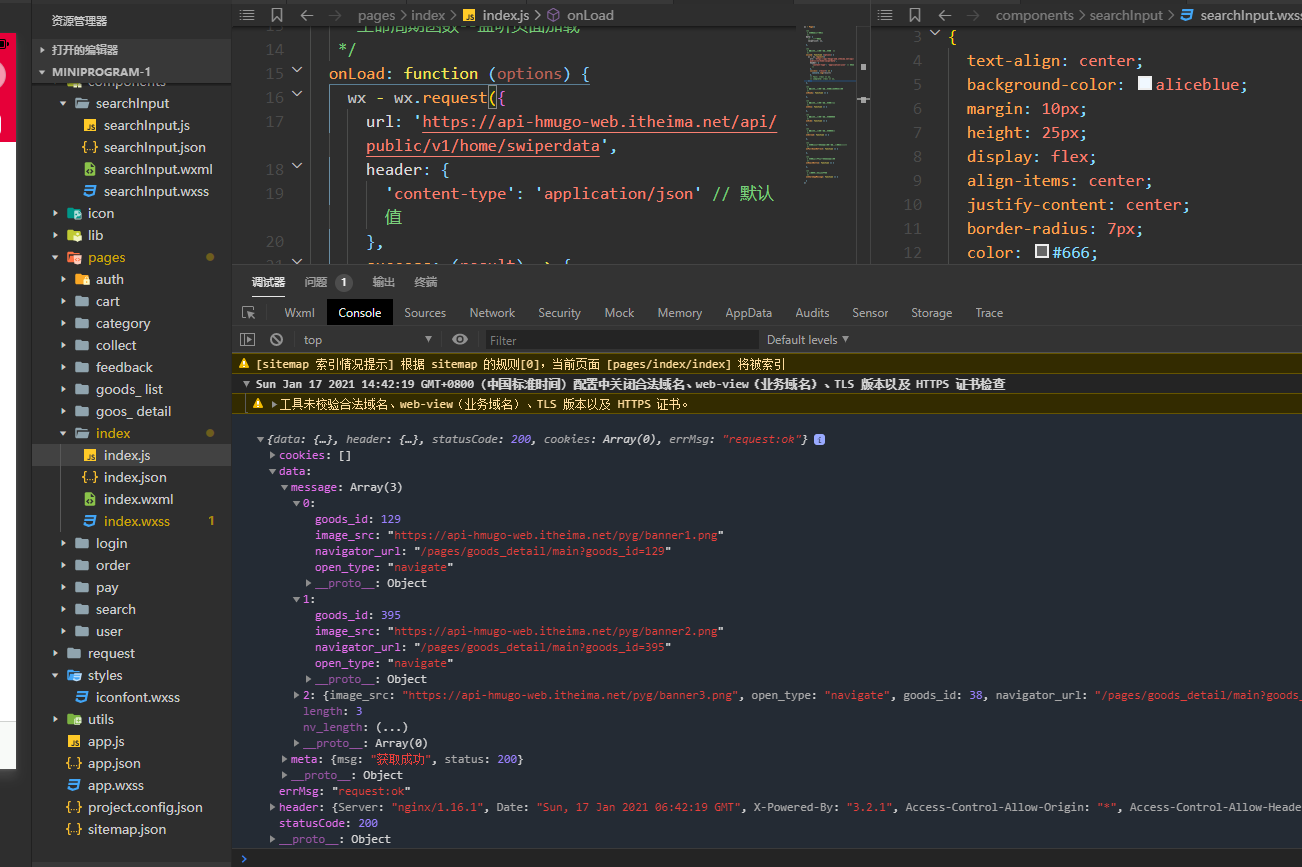 资源管理器
打开的编辑器
MINIPROGRAM-1
components
searchInput
searchInput.js
searchInput.json
searchInput.wxml
searchInput.wxss
icon
lib
pages
auth
cart
category
collect
feedback
goods_ list
goos_ detail
index
index.js
index.json
index.wxml
index.wxss 1
login
order
pay
search
user
request
styles
iconfont.wxss
utils
app.js
app.json
app.wxss
project.config.json
sitemap.json
pages > index > index.js > onLoad
13 生命周期函数--监听页面加载
14 */
15 onLoad: function (options) {
16 wx - wx.request({
17 url: 'https://api-hmugo-web.itheima.net/api/
public/v1/home/swiperdata',
18 header: {
19 'content-type': 'application/json' // 默认
值
20 },
components > searchInput > searchInput.wxss
3 {
4 text-align: center;
5 background-color: aliceblue;
6 margin: 10px;
7 height: 25px;
8 display: flex;
9 align-items: center;
10 justify-content: center;
11 border-radius: 7px;
12 color: #666;
调试器 问题 1 输出 终端
Wxml Console Sources Network Security Mock Memory AppData Audits Sensor Storage Trace
top Filter Default levels
[sitemap 索引情况提示] 根据 sitemap 的规则[0]，当前页面 [pages/index/index] 将被索引
Sun Jan 17 2021 14:42:19 GMT+0800 (中国标准时间) 配置中关闭合法域名、web-view（业务域名）、TLS 版本以及 HTTPS 证书检查
工具未校验合法域名、web-view（业务域名）、TLS 版本以及 HTTPS 证书。
{data: {…}, header: {…}, statusCode: 200, cookies: Array(0), errMsg: "request:ok"} i
cookies: []
data:
message: Array(3)
0:
goods_id: 129
image_src: "https://api-hmugo-web.itheima.net/pyg/banner1.png"
navigator_url: "/pages/goods_detail/main?goods_id=129"
open_type: "navigate"
__proto__: Object
1:
goods_id: 395
image_src: "https://api-hmugo-web.itheima.net/pyg/banner2.png"
navigator_url: "/pages/goods_detail/main?goods_id=395"
open_type: "navigate"
__proto__: Object
2: {image_src: "https://api-hmugo-web.itheima.net/pyg/banner3.png", open_type: "navigate", goods_id: 38, navigator_url: "/pages/goods_detail/main?goods_
length: 3
nv_length: (...)
__proto__: Array(0)
meta: {msg: "获取成功", status: 200}
__proto__: Object
errMsg: "request:ok"
header: {Server: "nginx/1.16.1", Date: "Sun, 17 Jan 2021 06:42:19 GMT", X-Powered-By: "3.2.1", Access-Control-Allow-Origin: "*", Access-Control-Allow-Heade
statusCode: 200
__proto__: Object